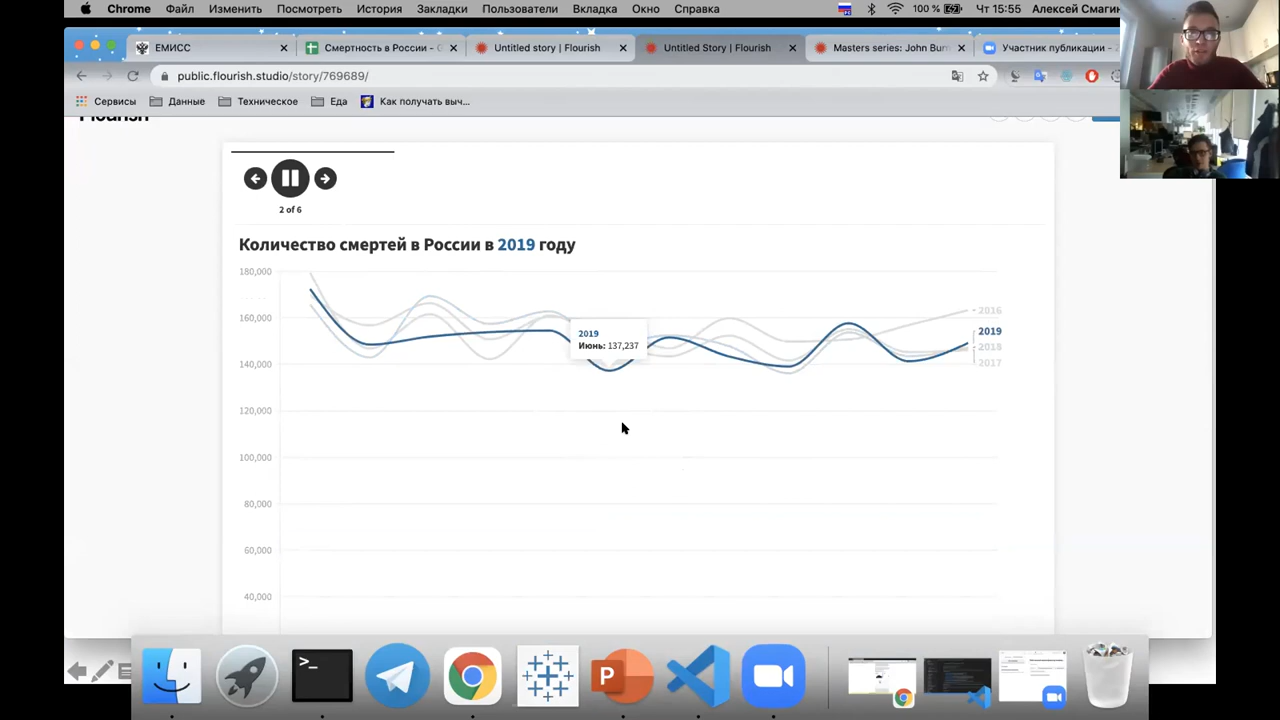 Chrome Файл Изменить Посмотреть История Закладки Пользователи Вкладка Окно Справка 100 % Чт 15:55 Алексей Смагин
ЕМИСС Смертность в России - G Untitled story | Flourish Untitled Story | Flourish Masters series: John Burn Участник публикации - Z
public.flourish.studio/story/769689/
Сервисы Данные Техническое Еда Как получать выч...
Flourish
2 of 6
Количество смертей в России в 2019 году
180,000
160,000
140,000
120,000
100,000
80,000
60,000
40,000
2019
Июнь: 137,237
2016
2019
2018
2017
>_
P